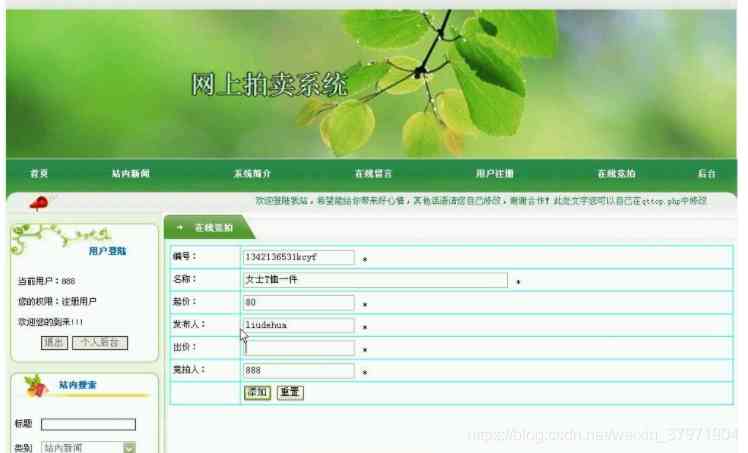 网上拍卖系统
首页 站内新闻 系统简介 在线留言 用户注册 在线竞拍 后台
欢迎登陆我站，希望能给你带来好心情，其他话语请您自己修改，谢谢合作！此处文字您可以自己在qttop.php中修改
用户登陆
当前用户：888
您的权限：注册用户
欢迎您的到来!!!
退出 个人后台
站内搜索
标题
类别 站内新闻
→ 在线竞拍
编号： 1342136531kcyf *
名称： 女士T恤一件 *
起价： 80 *
发布人： liudehua *
出价： *
竞拍人： 888 *
添加 重置
https://blog.csdn.net/weixin_37971904